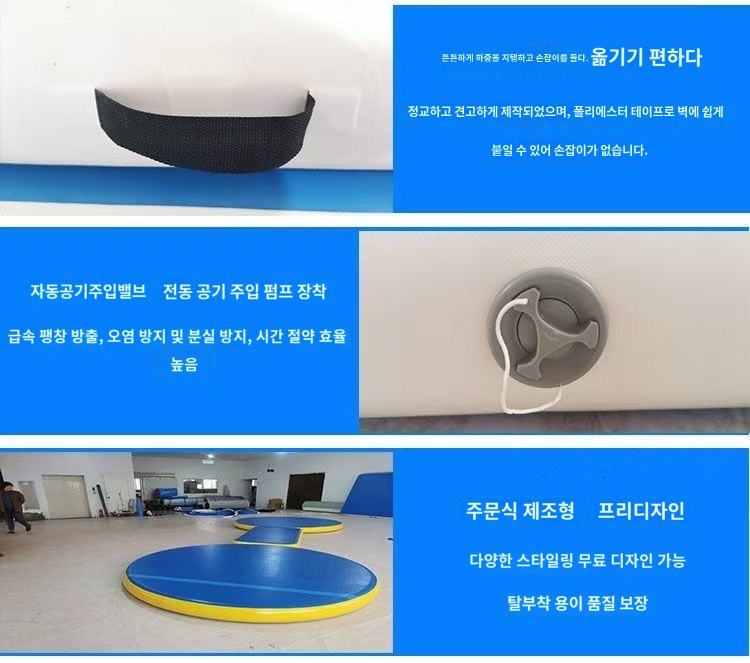 튼튼하게 하중을 지탱하고 손잡이를 들다. 옮기기 편하다
정교하고 견고하게 제작되었으며, 폴리에스터 테이프로 벽에 쉽게
붙일 수 있어 손잡이가 없습니다.
자동공기주입밸브 전동 공기 주입 펌프 장착
급속 팽창 방출, 오염 방지 및 분실 방지, 시간 절약 효율
높음
주문식 제조형 프리디자인
다양한 스타일링 무료 디자인 가능
탈부착 용이 품질 보장